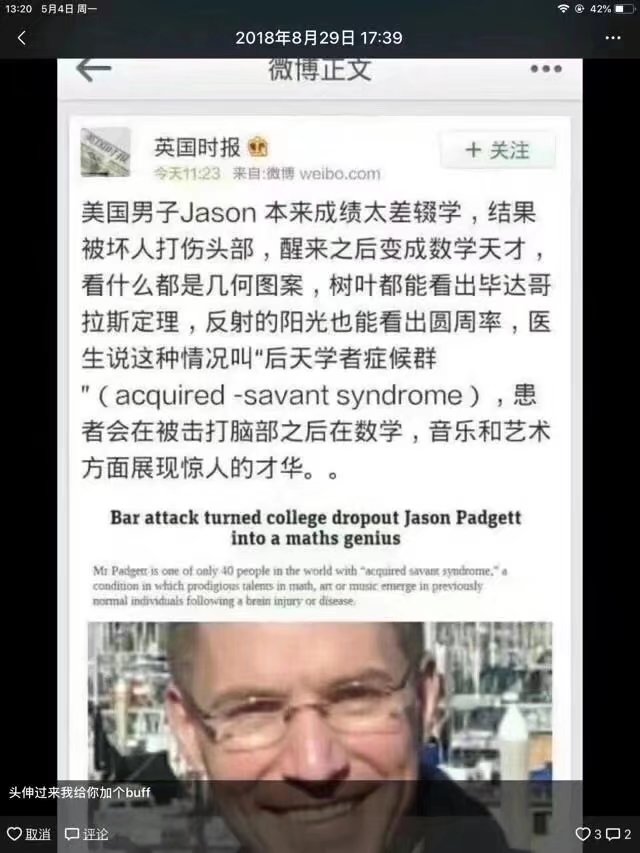 13:20 5月4日 周一
42%
2018年8月29日 17:39
微博正文
英国时报
+ 关注
今天11:23 来自:微博 weibo.com
美国男子Jason 本来成绩太差辍学，结果
被坏人打伤头部，醒来之后变成数学天才，
看什么都是几何图案，树叶都能看出毕达哥
拉斯定理，反射的阳光也能看出圆周率，医
生说这种情况叫"后天学者症候群
"（acquired -savant syndrome），患
者会在被击打脑部之后在数学，音乐和艺术
方面展现惊人的才华。。
Bar attack turned college dropout Jason Padgett
into a maths genius
Mr Padgett is one of only 40 people in the world with "acquired savant syndrome," a
condition in which prodigious talents in math, art or music emerge in previously
normal individuals following a brein injury or disease.
头伸过来我给你加个buff
取消 评论 3 2